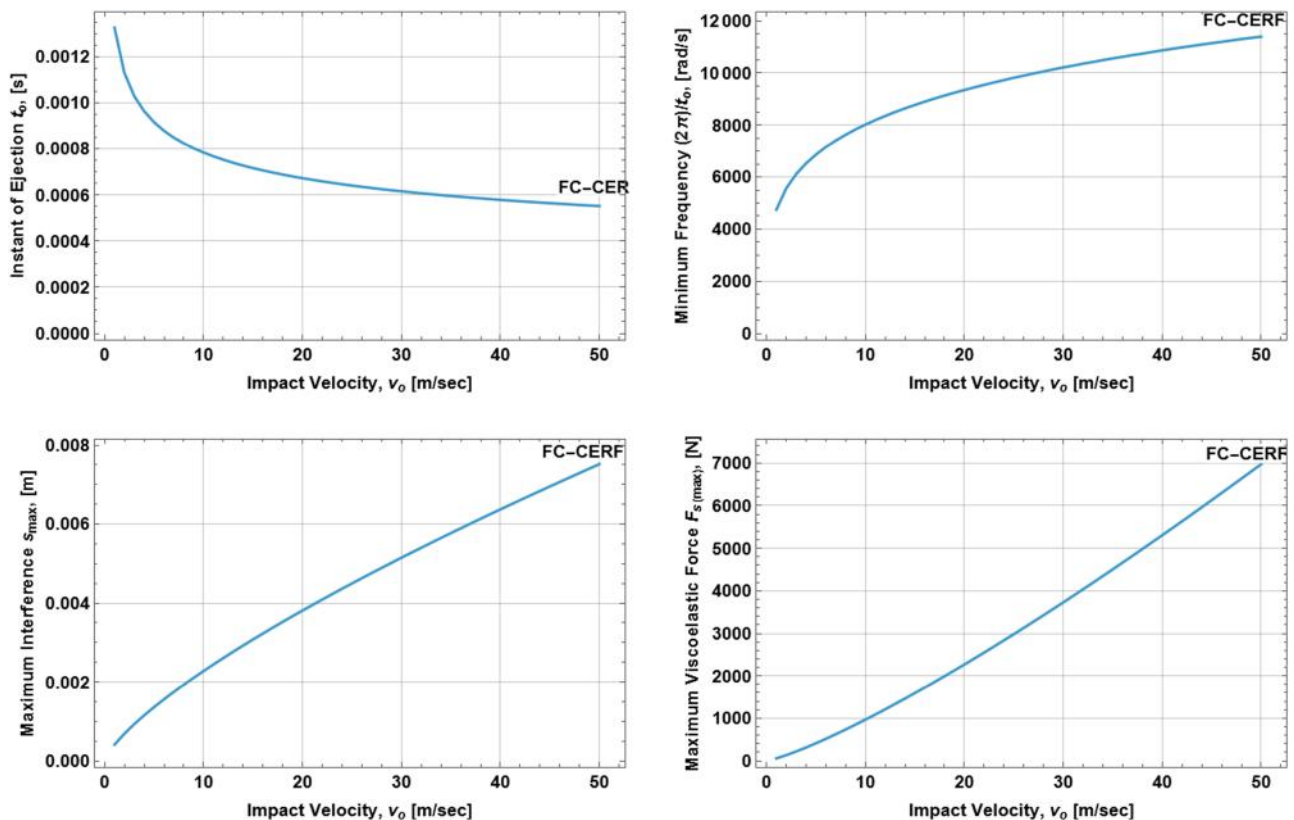 Instant of Ejection t₀, [s]
0.0012
0.0010
0.0008
0.0006
0.0004
0.0002
0.0000
FC–CER
0 10 20 30 40 50
Impact Velocity, v₀ [m/sec]
Minimum Frequency (2π)/t₀, [rad/s]
12 000
10 000
8000
6000
4000
2000
0
FC–CERF
0 10 20 30 40 50
Impact Velocity, v₀ [m/sec]
Maximum Interference sₘₐₓ, [m]
0.008
0.006
0.004
0.002
0.000
FC–CERF
0 10 20 30 40 50
Impact Velocity, v₀ [m/sec]
Maximum Viscoelastic Force Fₛ₍ₘₐₓ₎, [N]
7000
6000
5000
4000
3000
2000
1000
0
FC–CERF
0 10 20 30 40 50
Impact Velocity, v₀ [m/sec]